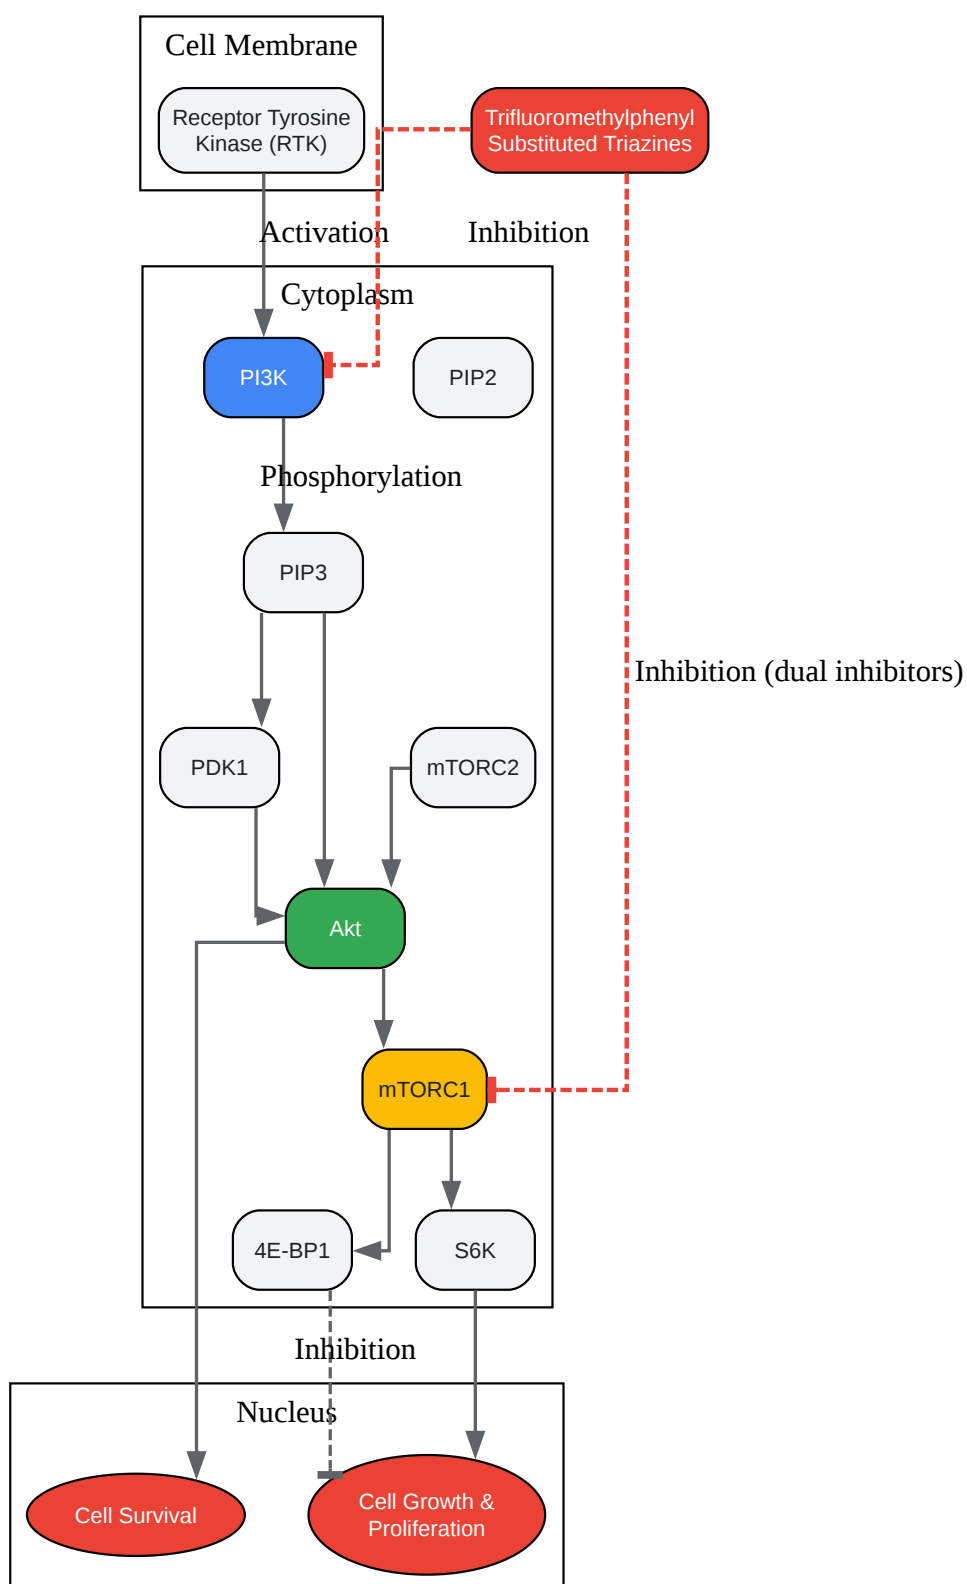 Cell Membrane
Receptor Tyrosine
Kinase (RTK)
Trifluoromethylphenyl
Substituted Triazines
Activation
Inhibition
Cytoplasm
PI3K
PIP2
Phosphorylation
PIP3
Inhibition (dual inhibitors)
PDK1
mTORC2
Akt
mTORC1
4E-BP1
S6K
Inhibition
Nucleus
Cell Survival
Cell Growth &
Proliferation